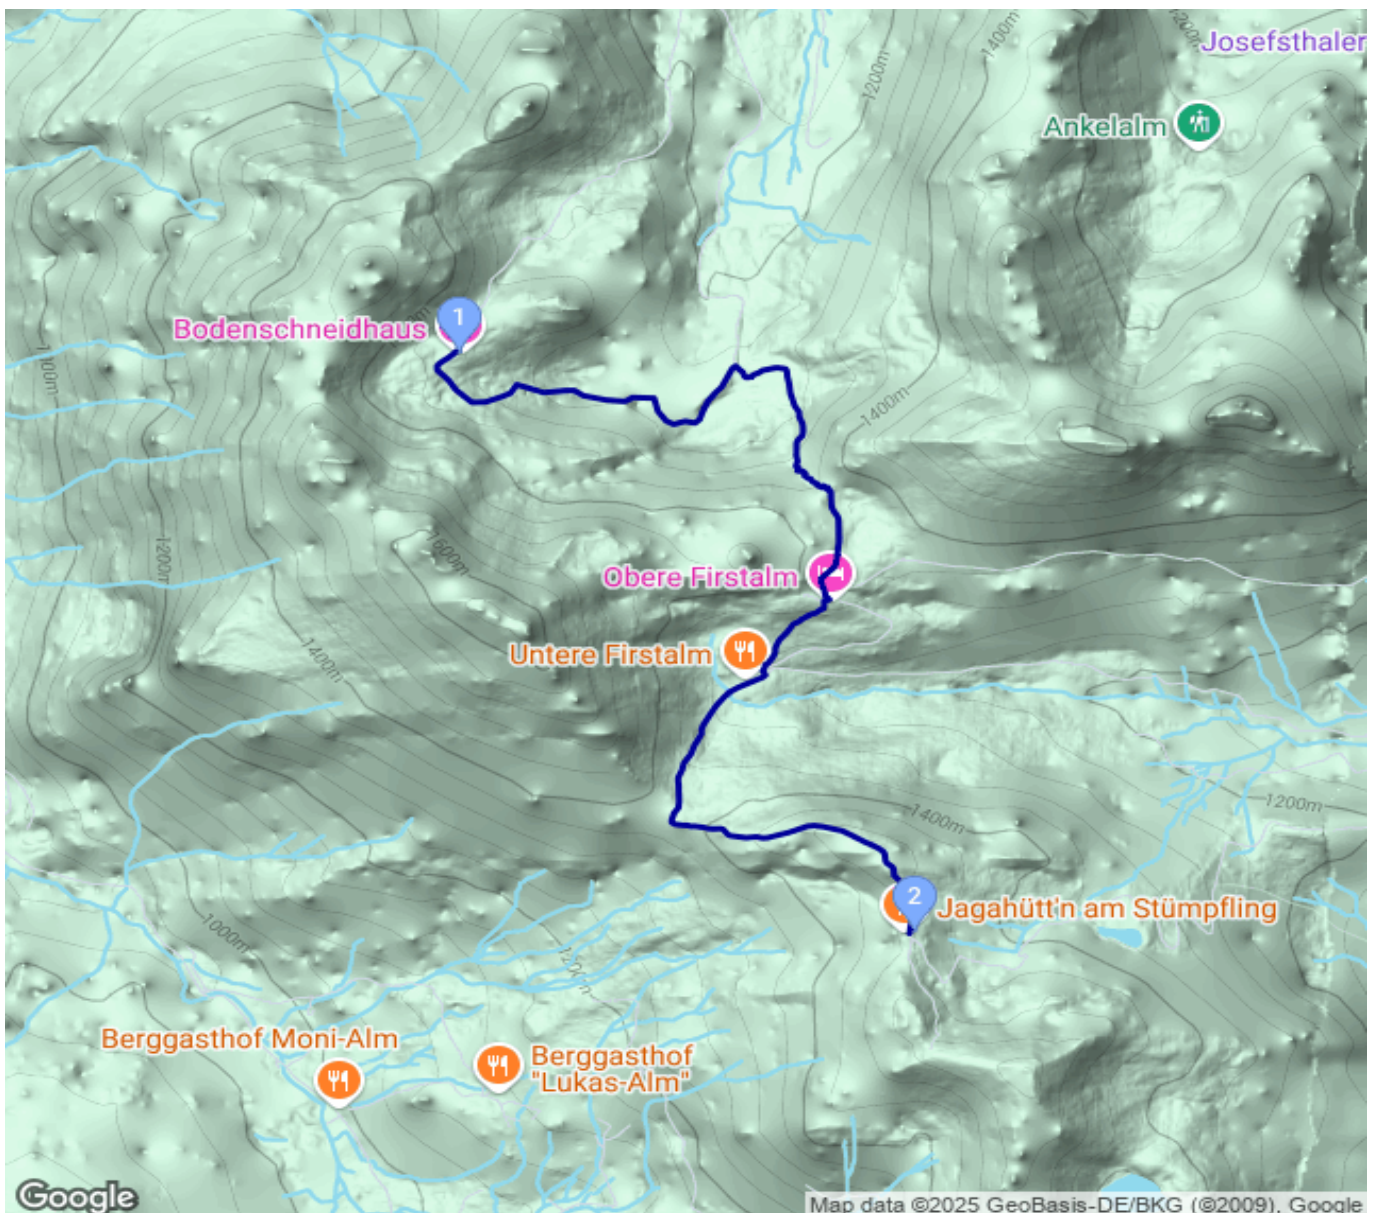 1200m
1400m
1200m
Josefsthaler
Ankelalm
1
Bodenschneidhaus
1400m
1600m
1200m
Obere Firstalm
Untere Firstalm
1400m
1400m
1200m
2
Jagahütt'n am Stümpfling
1000m
1200m
Berggasthof Moni-Alm
Berggasthof
"Lukas-Alm"
Google
Map data ©2025 GeoBasis-DE/BKG (©2009), Google